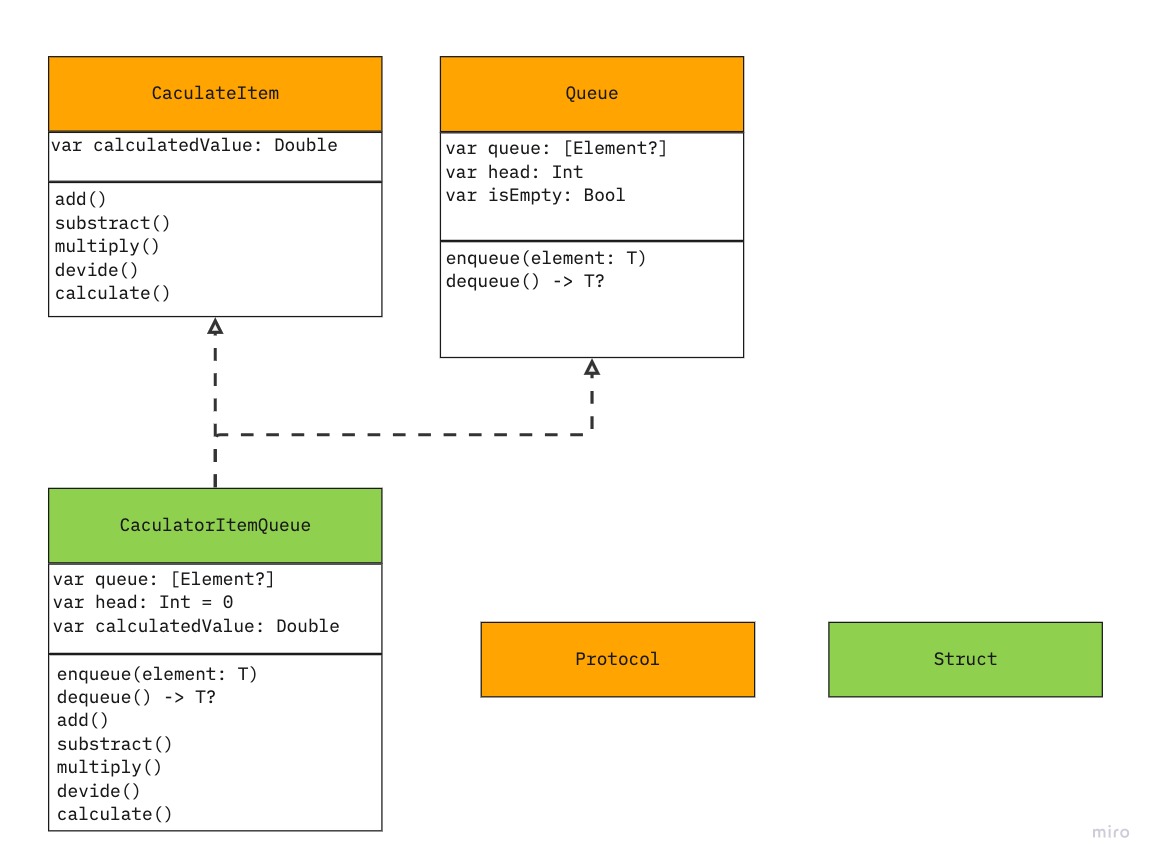 CaculateItem
var calculatedValue: Double
add()
substract()
multiply()
devide()
calculate()
Queue
var queue: [Element?]
var head: Int
var isEmpty: Bool
enqueue(element: T)
dequeue() -> T?
CaculatorItemQueue
var queue: [Element?]
var head: Int = 0
var calculatedValue: Double
enqueue(element: T)
dequeue() -> T?
add()
substract()
multiply()
devide()
calculate()
Protocol
Struct
miro